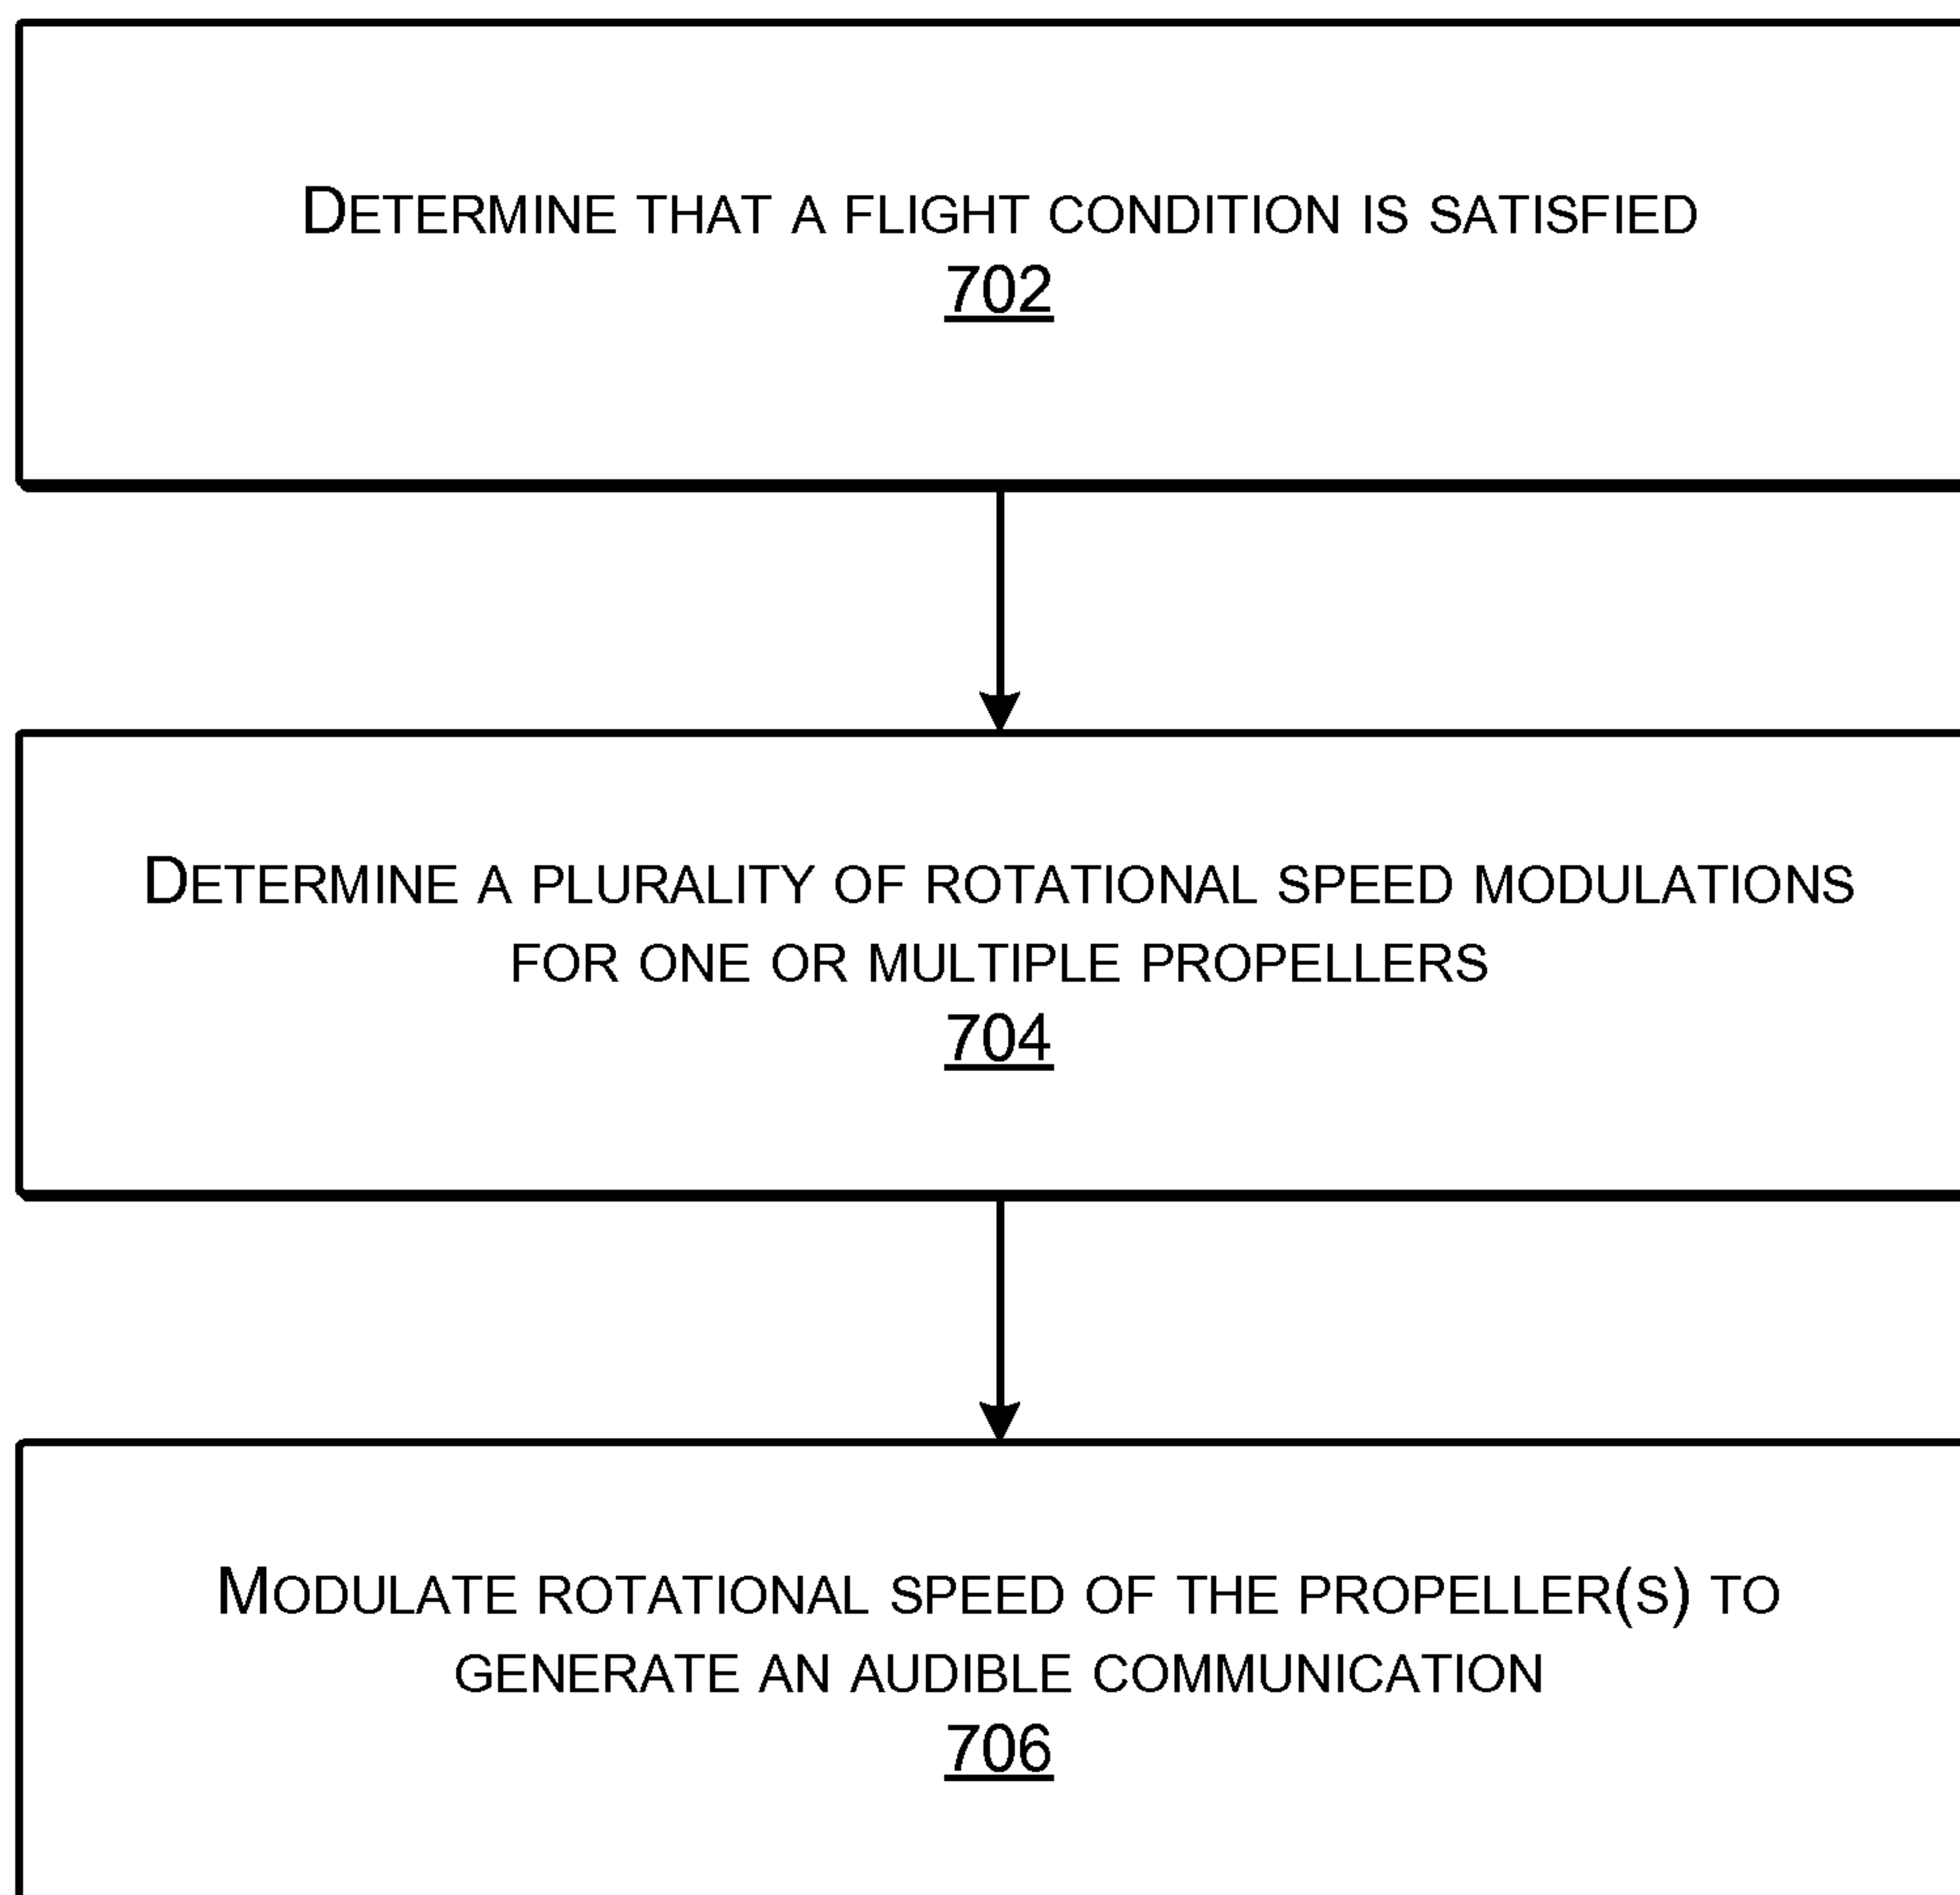 Determine that a flight condition is satisfied
702
Determine a plurality of rotational speed modulations
for one or multiple propellers
704
Modulate rotational speed of the propeller(s) to
generate an audible communication
706